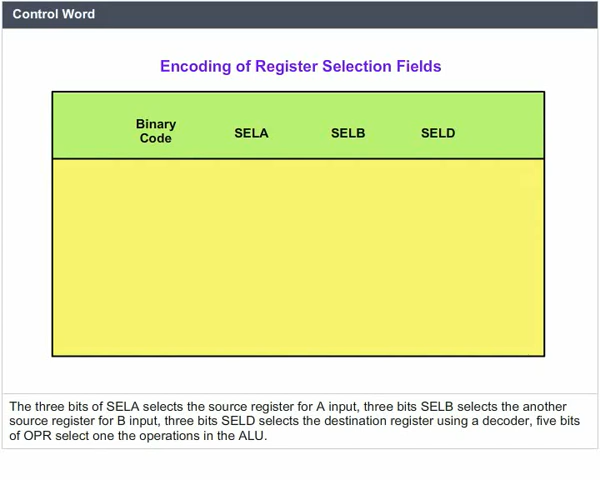 Control Word
Encoding of Register Selection Fields
Binary
Code
SELA
SELB
SELD
The three bits of SELA selects the source register for A input, three bits SELB selects the another
source register for B input, three bits SELD selects the destination register using a decoder, five bits
of OPR select one the operations in the ALU.